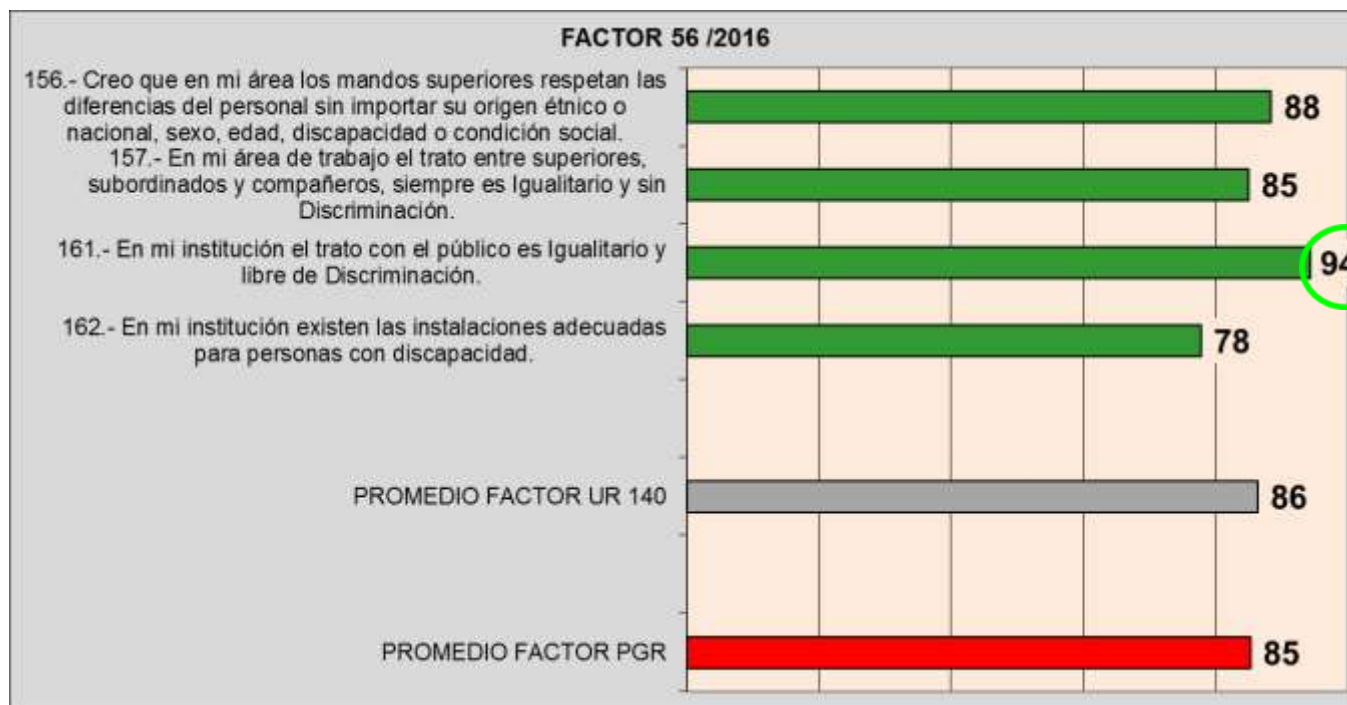 FACTOR 56 /2016
156.- Creo que en mi área los mandos superiores respetan las
diferencias del personal sin importar su origen étnico o
nacional, sexo, edad, discapacidad o condición social.
88
157.- En mi área de trabajo el trato entre superiores,
subordinados y compañeros, siempre es Igualitario y sin
Discriminación.
85
161.- En mi institución el trato con el público es Igualitario y
libre de Discriminación.
94
162.- En mi institución existen las instalaciones adecuadas
para personas con discapacidad.
78
PROMEDIO FACTOR UR 140
86
PROMEDIO FACTOR PGR
85